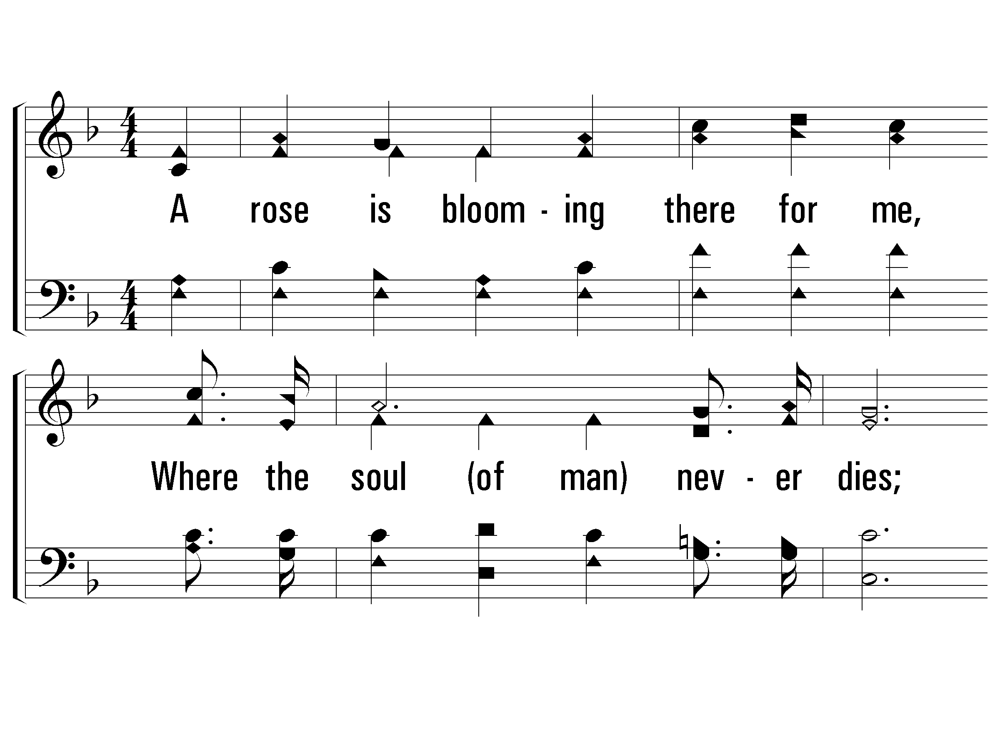 A rose is bloom - ing there for me,
Where the soul (of man) nev - er dies;